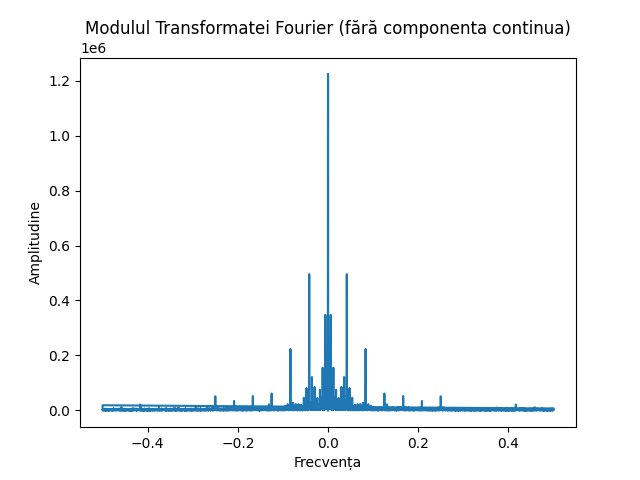 Modulul Transformatei Fourier (fără componenta continua)
1e6
1.2
1.0
0.8
0.6
0.4
0.2
0.0
Amplitudine
−0.4 −0.2 0.0 0.2 0.4
Frecvența